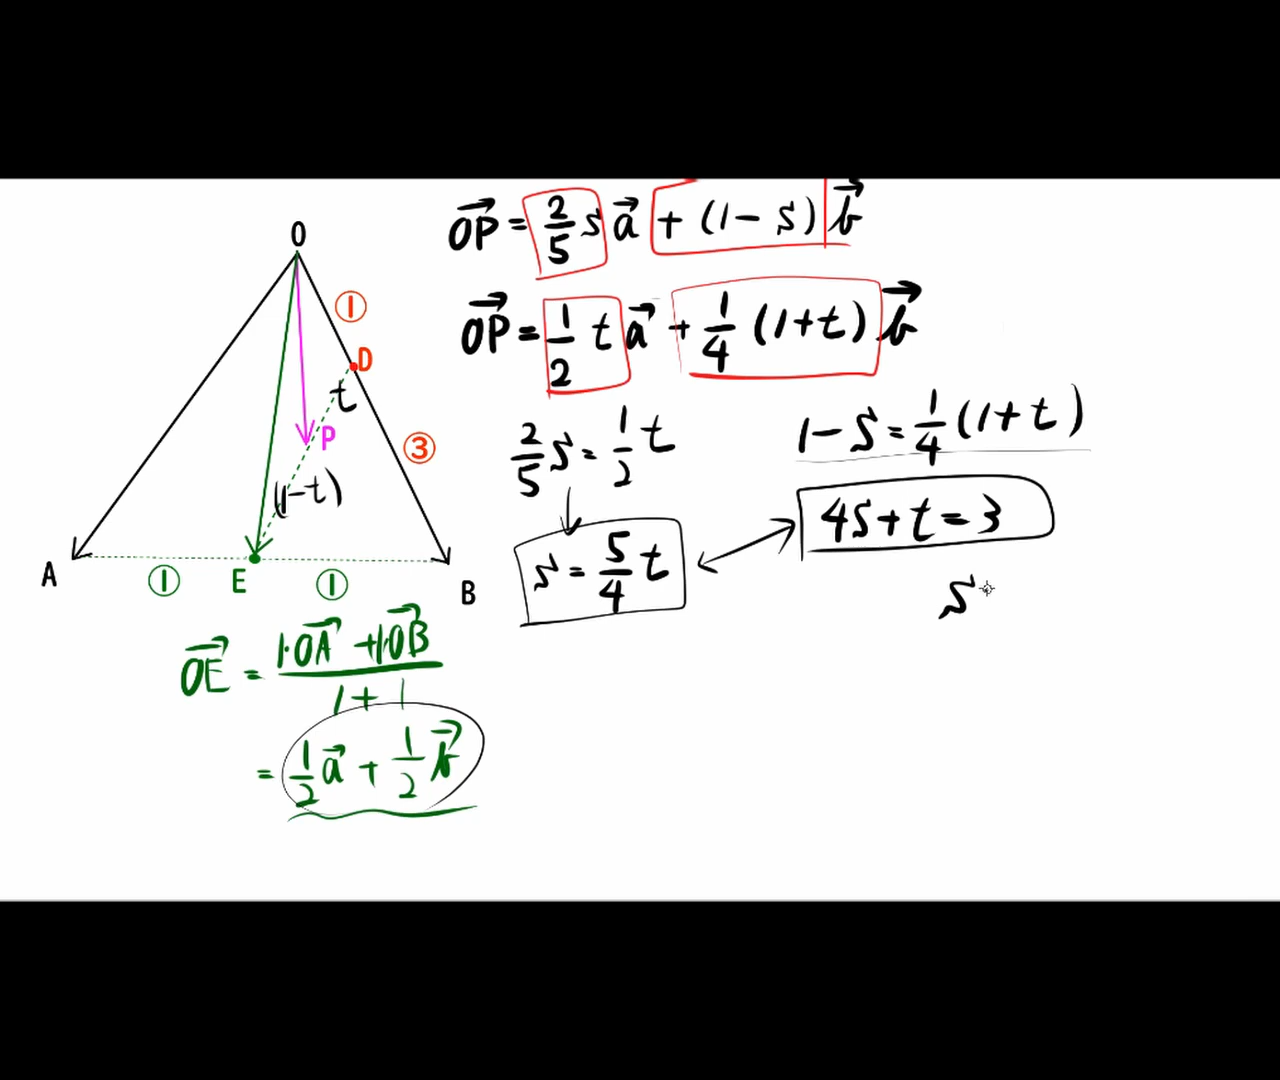 O
①
D
t
P
③
(1-t)
A
①
E
①
B
→OE = (1·→OA + 1·→OB)/(1+1)
= 1/2 →a + 1/2 →b
→OP = 2/5 s →a + (1-s) →b
→OP = 1/2 t →a + 1/4 (1+t) →b
2/5 s = 1/2 t
1-s = 1/4 (1+t)
s = 5/4 t
4s+t=3
s